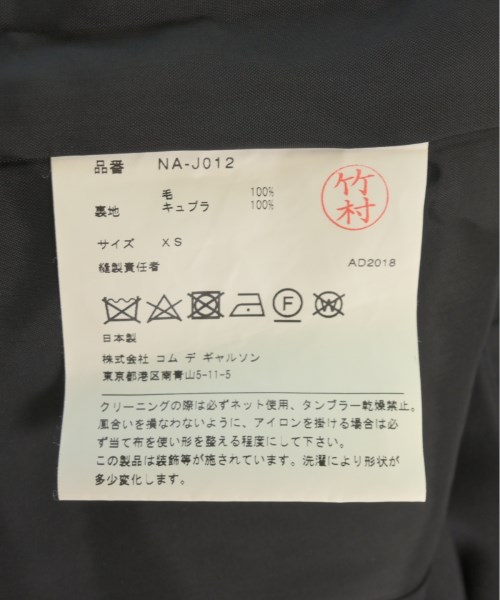 品番 NA-J012
毛 100%
裏地 キュプラ 100%
竹村
サイズ XS
縫製責任者 AD2018
F W
日本製
株式会社 コム デ ギャルソン
東京都港区南青山5-11-5
クリーニングの際は必ずネット使用、タンブラー乾燥禁止。
風合いを損なわないように、アイロンを掛ける場合は必
ず当て布を使い形を整える程度にして下さい。
この製品は装飾等が施されています。洗濯により形状が
多少変化します。